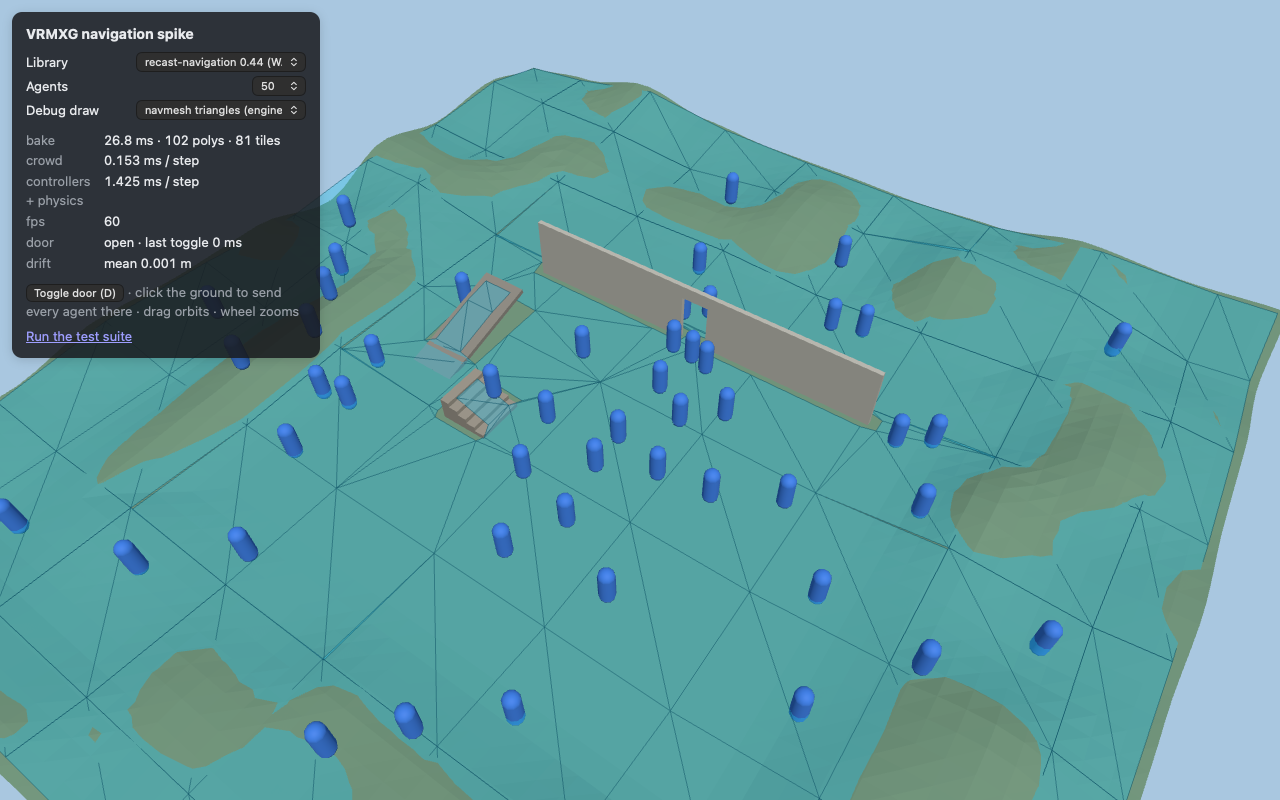 VRMXG navigation spike
Library recast-navigation 0.44 (W.
Agents 50
Debug draw navmesh triangles (engine
bake 26.8 ms · 102 polys · 81 tiles
crowd 0.153 ms / step
controllers 1.425 ms / step
+ physics
fps 60
door open · last toggle 0 ms
drift mean 0.001 m
Toggle door (D) · click the ground to send
every agent there · drag orbits · wheel zooms
Run the test suite